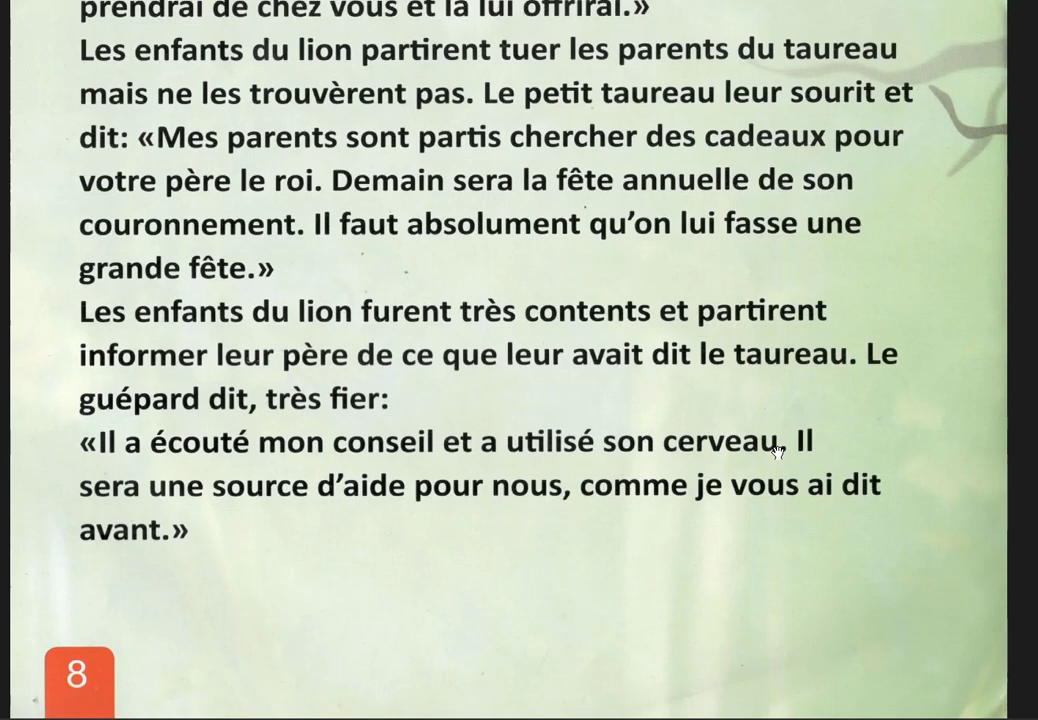 prendrai de chez vous et la lui offrirai.»
Les enfants du lion partirent tuer les parents du taureau
mais ne les trouvèrent pas. Le petit taureau leur sourit et
dit: «Mes parents sont partis chercher des cadeaux pour
votre père le roi. Demain sera la fête annuelle de son
couronnement. Il faut absolument qu’on lui fasse une
grande fête.»
Les enfants du lion furent très contents et partirent
informer leur père de ce que leur avait dit le taureau. Le
guépard dit, très fier:
«Il a écouté mon conseil et a utilisé son cerveau. Il
sera une source d’aide pour nous, comme je vous ai dit
avant.»
8